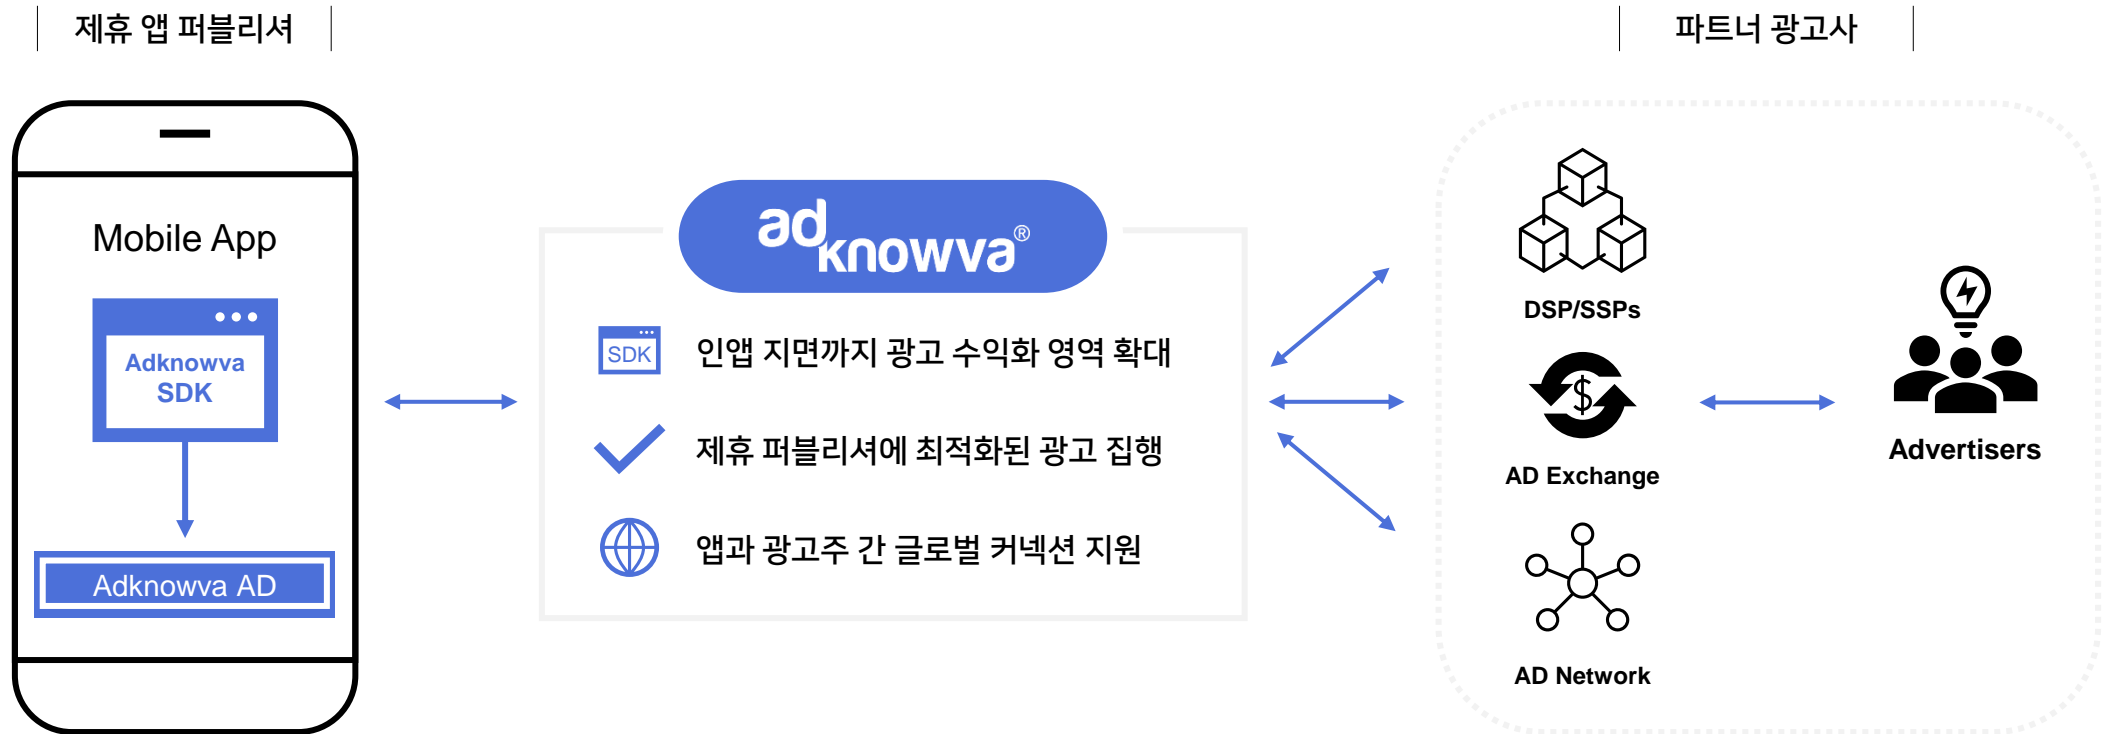 제휴 앱 퍼블리셔
파트너 광고사
Mobile App
Adknowva
SDK
Adknowva AD
ad
knowva®
SDK
인앱 지면까지 광고 수익화 영역 확대
제휴 퍼블리셔에 최적화된 광고 집행
앱과 광고주 간 글로벌 커넥션 지원
DSP/SSPs
$
AD Exchange
AD Network
Advertisers